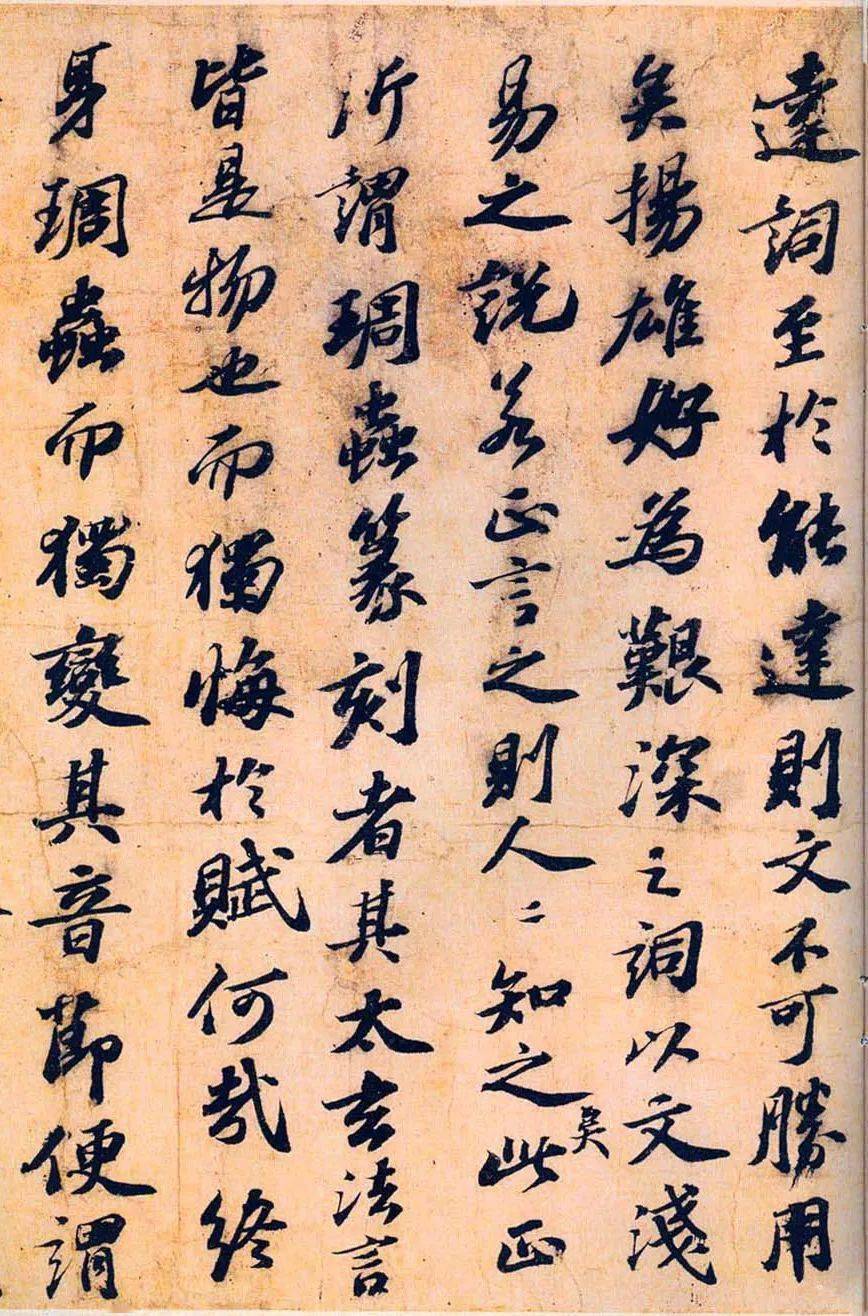 達詞至於能達則文不可勝用
矣揚雄好為艱深之詞以文淺
易之說若正言之則人〻知之矣此正
所謂琱蟲篆刻者其太玄法言
皆是物也而獨悔於賦何哉終
身琱蟲而獨變其音節便謂